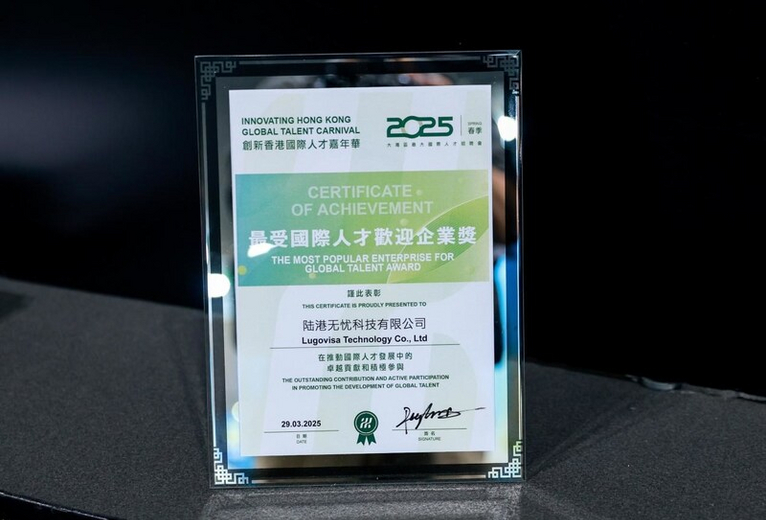 INNOVATING HONG KONG
GLOBAL TALENT CARNIVAL
創新香港國際人才嘉年華
2025
SPRING
春季
CERTIFICATE
OF ACHIEVEMENT
最受國際人才歡迎企業獎
THE MOST POPULAR ENTERPRISE FOR
GLOBAL TALENT AWARD
謹此表彰
THIS CERTIFICATE IS PROUDLY PRESENTED TO
陆港无忧科技有限公司
Lugovisa Technology Co., Ltd
在推動國際人才發展中的
卓越貢獻和積極參與
THE OUTSTANDING CONTRIBUTION AND ACTIVE PARTICIPATION
IN PROMOTING THE DEVELOPMENT OF GLOBAL TALENT
29.03.2025
日期
DATE
簽名
SIGNATURE